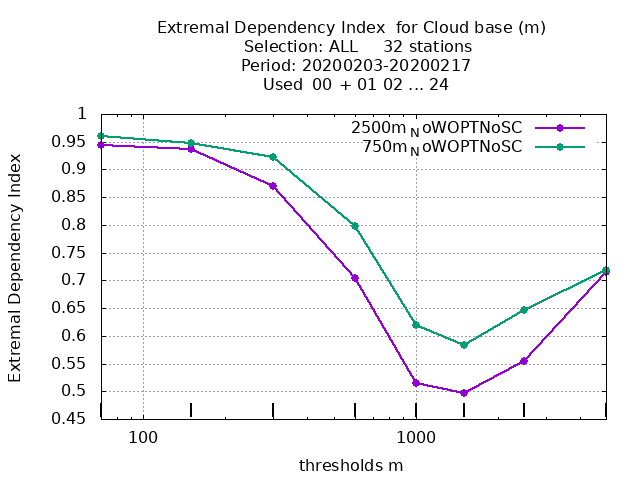 Extremal Dependency Index  for Cloud base (m)
Selection: ALL     32 stations
Period: 20200203-20200217
Used  00 + 01 02 ... 24
2500m_NoWOPTNoSC
750m_NoWOPTNoSC
1
0.95
0.9
0.85
0.8
0.75
0.7
0.65
0.6
0.55
0.5
0.45
Extremal Dependency Index
100 1000
thresholds m